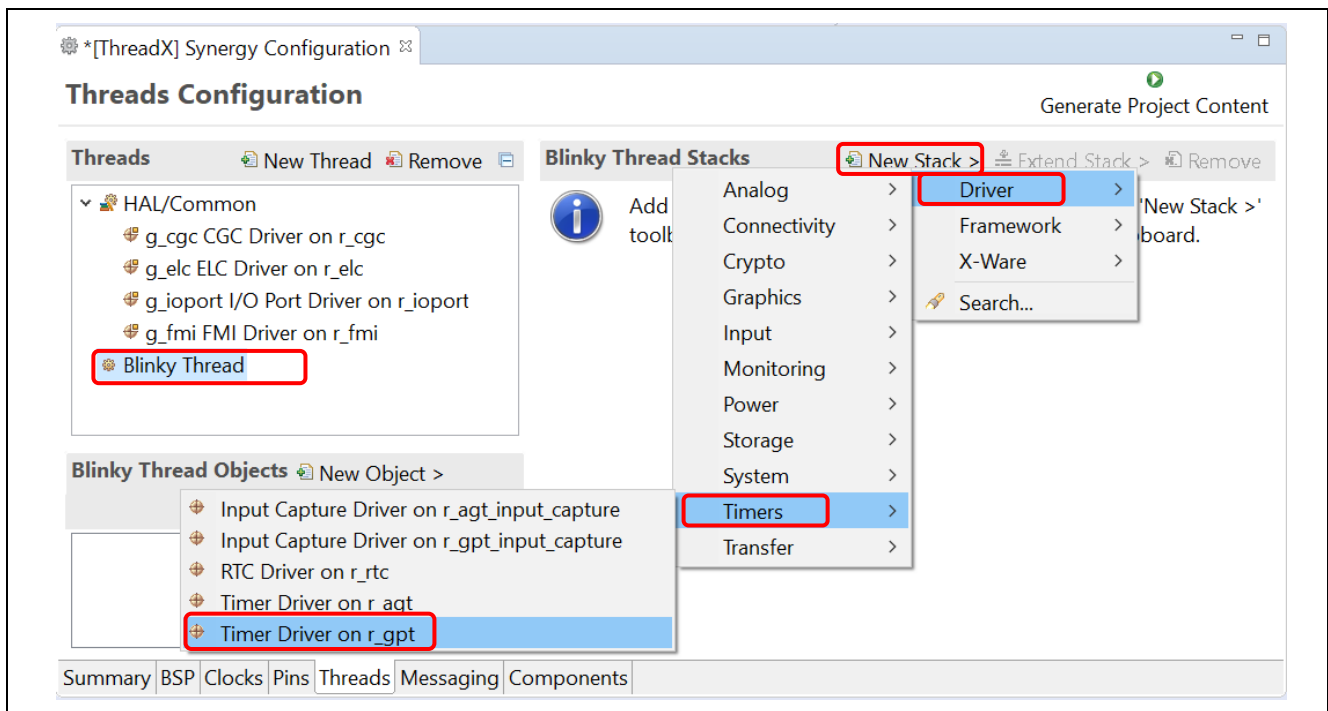 *[ThreadX] Synergy Configuration
Threads Configuration
Generate Project Content
Threads New Thread Remove
HAL/Common
g_cgc CGC Driver on r_cgc
g_elc ELC Driver on r_elc
g_ioport I/O Port Driver on r_ioport
g_fmi FMI Driver on r_fmi
Blinky Thread
Blinky Thread Objects New Object >
Blinky Thread Stacks New Stack > Extend Stack > Remove
Add
toolb
'New Stack >'
board.
Driver
Framework
X-Ware
Search...
Analog
Connectivity
Crypto
Graphics
Input
Monitoring
Power
Storage
System
Timers
Transfer
Input Capture Driver on r_agt_input_capture
Input Capture Driver on r_gpt_input_capture
RTC Driver on r_rtc
Timer Driver on r_agt
Timer Driver on r_gpt
Summary BSP Clocks Pins Threads Messaging Components